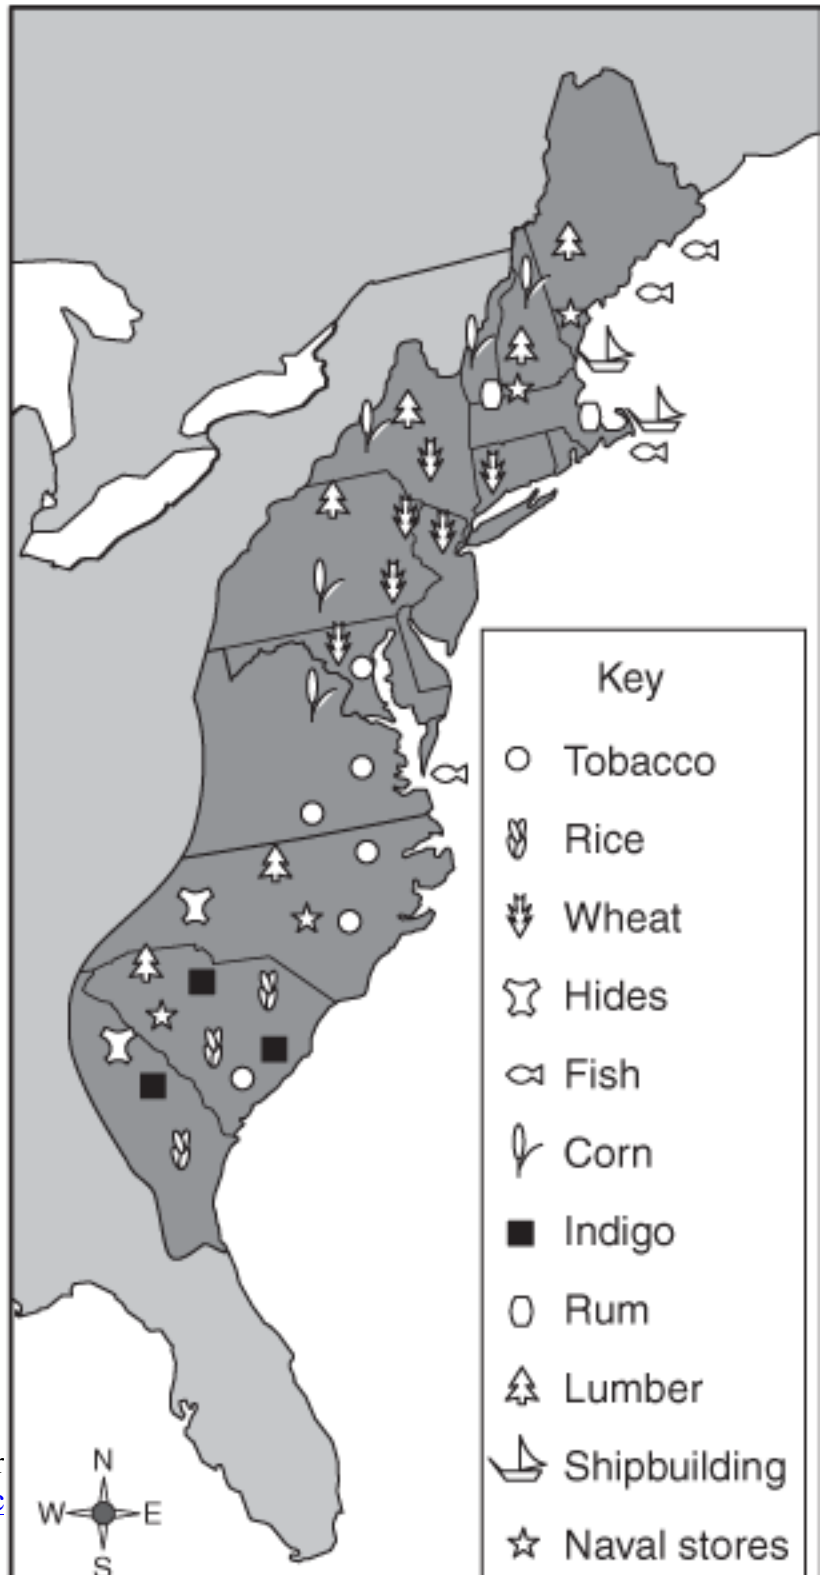 Key
Tobacco
Rice
Wheat
Hides
Fish
Corn
Indigo
Rum
Lumber
Shipbuilding
Naval stores
N
W E
S